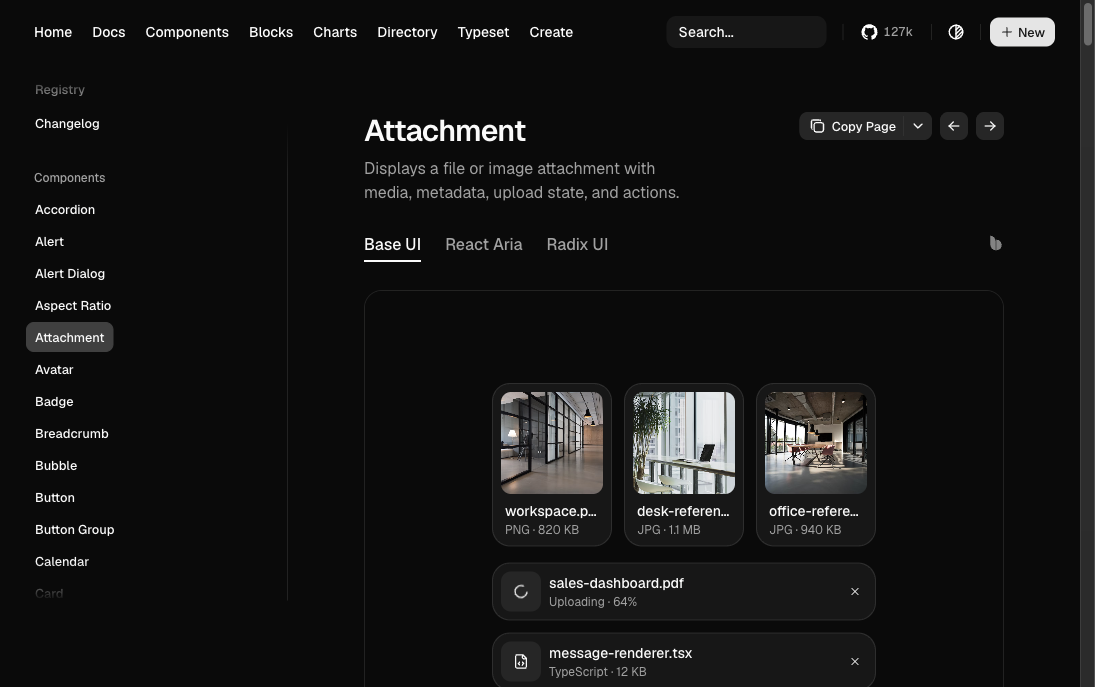 Home Docs Components Blocks Charts Directory Typeset Create Search... 127k New
Registry
Changelog
Components
Accordion
Alert
Alert Dialog
Aspect Ratio
Attachment
Avatar
Badge
Breadcrumb
Bubble
Button
Button Group
Calendar
Card
Attachment
Copy Page
Displays a file or image attachment with
media, metadata, upload state, and actions.
Base UI React Aria Radix UI
workspace.p...
PNG · 820 KB
desk-referen...
JPG · 1.1 MB
office-refere...
JPG · 940 KB
sales-dashboard.pdf
Uploading · 64%
message-renderer.tsx
TypeScript · 12 KB